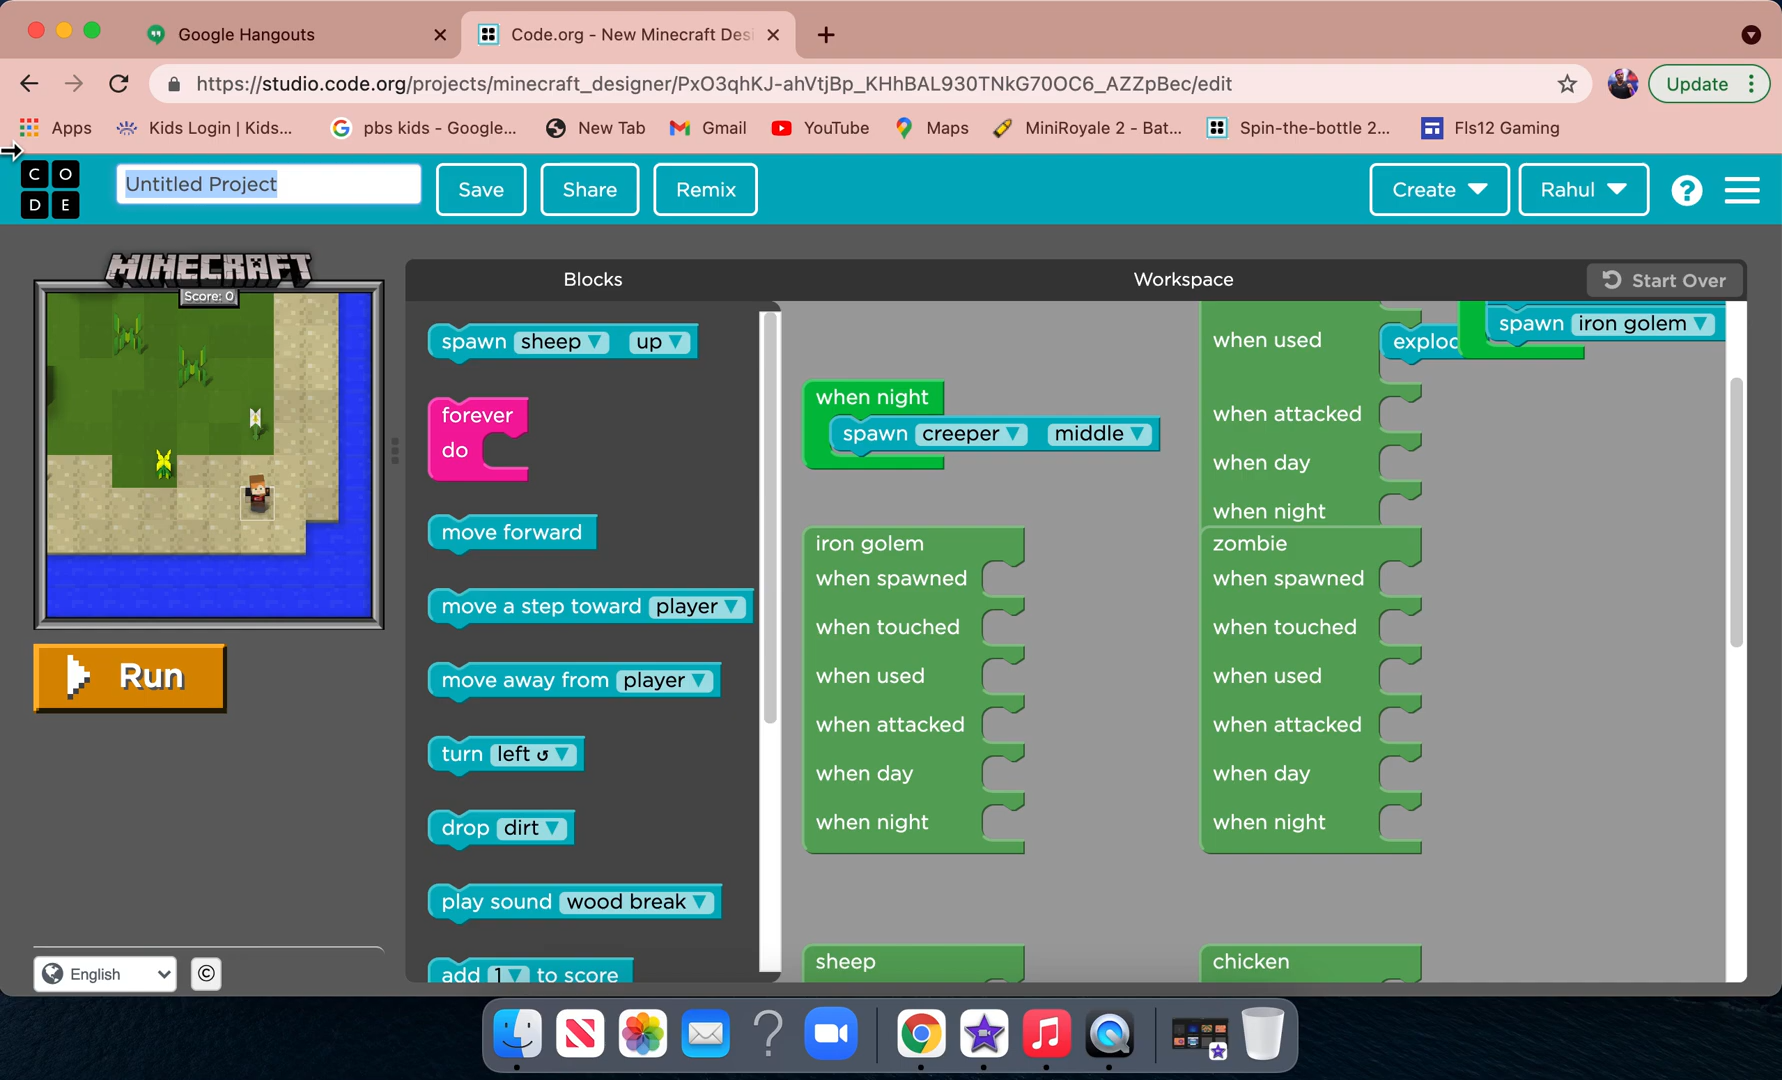 Google Hangouts
Code.org - New Minecraft Des
https://studio.code.org/projects/minecraft_designer/PxO3qhKJ-ahVtjBp_KHhBAL930TNkG70OC6_AZZpBec/edit
Update
Apps
Kids Login | Kids...
pbs kids - Google...
New Tab
Gmail
YouTube
Maps
MiniRoyale 2 - Bat...
Spin-the-bottle 2...
Fls12 Gaming
C O
D E
Untitled Project
Save
Share
Remix
Create
Rahul
?
MINECRAFT
Score: 0
Run
English
©
Blocks
Workspace
Start Over
spawn sheep up
forever
do
move forward
move a step toward player
move away from player
turn left
drop dirt
play sound wood break
add 1 to score
when night
spawn creeper middle
when used
exploc
when attacked
when day
when night
spawn iron golem
iron golem
when spawned
when touched
when used
when attacked
when day
when night
zombie
when spawned
when touched
when used
when attacked
when day
when night
sheep
chicken